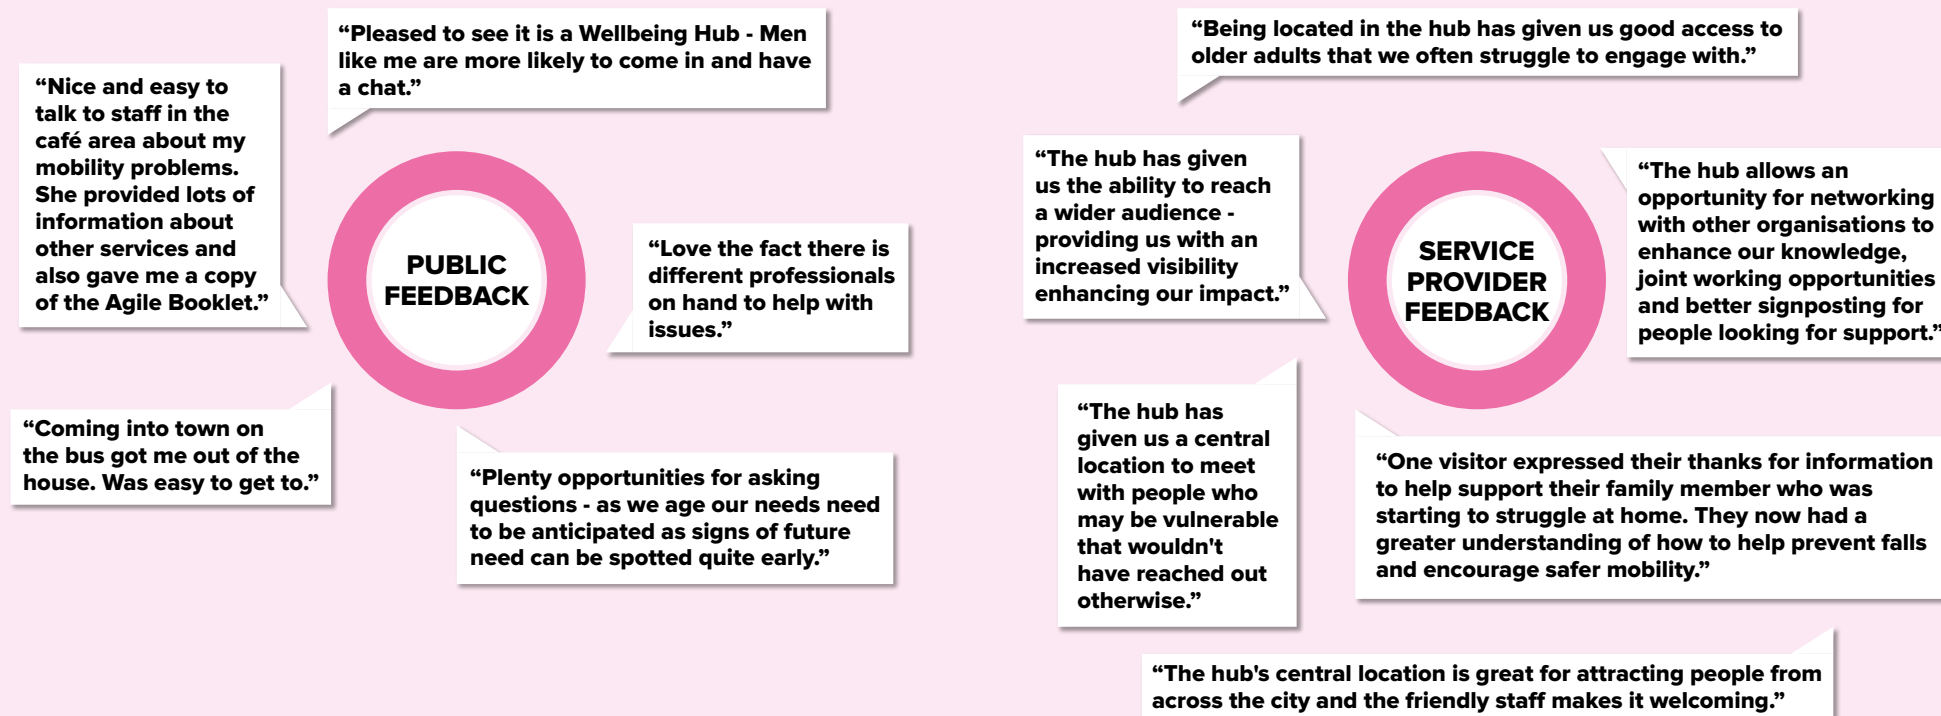 “Pleased to see it is a Wellbeing Hub - Men
like me are more likely to come in and have
a chat.”
“Nice and easy to
talk to staff in the
café area about my
mobility problems.
She provided lots of
information about
other services and
also gave me a copy
of the Agile Booklet.”
PUBLIC
FEEDBACK
“Love the fact there is
different professionals
on hand to help with
issues.”
“Coming into town on
the bus got me out of the
house. Was easy to get to.”
“Plenty opportunities for asking
questions - as we age our needs need
to be anticipated as signs of future
need can be spotted quite early.”
“Being located in the hub has given us good access to
older adults that we often struggle to engage with.”
“The hub has given
us the ability to reach
a wider audience -
providing us with an
increased visibility
enhancing our impact.”
SERVICE
PROVIDER
FEEDBACK
“The hub allows an
opportunity for networking
with other organisations to
enhance our knowledge,
joint working opportunities
and better signposting for
people looking for support.”
“The hub has
given us a central
location to meet
with people who
may be vulnerable
that wouldn't
have reached out
otherwise.”
“One visitor expressed their thanks for information
to help support their family member who was
starting to struggle at home. They now had a
greater understanding of how to help prevent falls
and encourage safer mobility.”
“The hub's central location is great for attracting people from
across the city and the friendly staff makes it welcoming.”